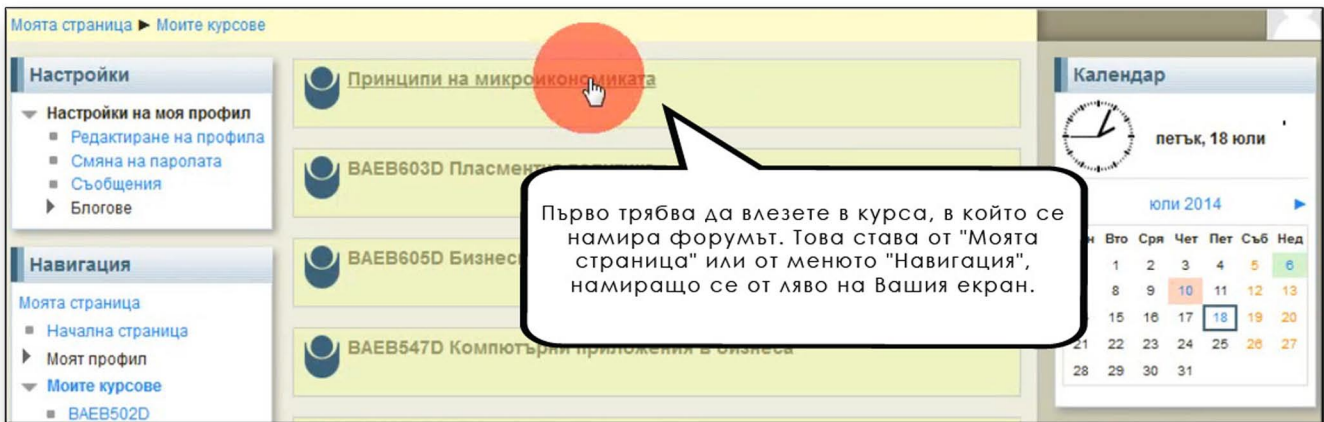 Моята страница ► Моите курсове
Настройки
Настройки на моя профил
Редактиране на профила
Смяна на паролата
Съобщения
Блогове
Навигация
Моята страница
Начална страница
Моят профил
Моите курсове
BAEB502D
Принципи на микроикономиката
BAEB603D Пласментна политика
BAEB605D Бизнес
BAEB547D Компютърни приложения в бизнеса
Първо трябва да влезете в курса, в който се
намира форумът. Това става от "Моята
страница" или от менюто "Навигация",
намиращо се от ляво на Вашия екран.
Календар
петък, 18 юли
юли 2014 ►
н Вто Сря Чет Пет Съб Нед
1 2 3 4 5 6
8 9 10 11 12 13
15 16 17 18 19 20
21 22 23 24 25 26 27
28 29 30 31